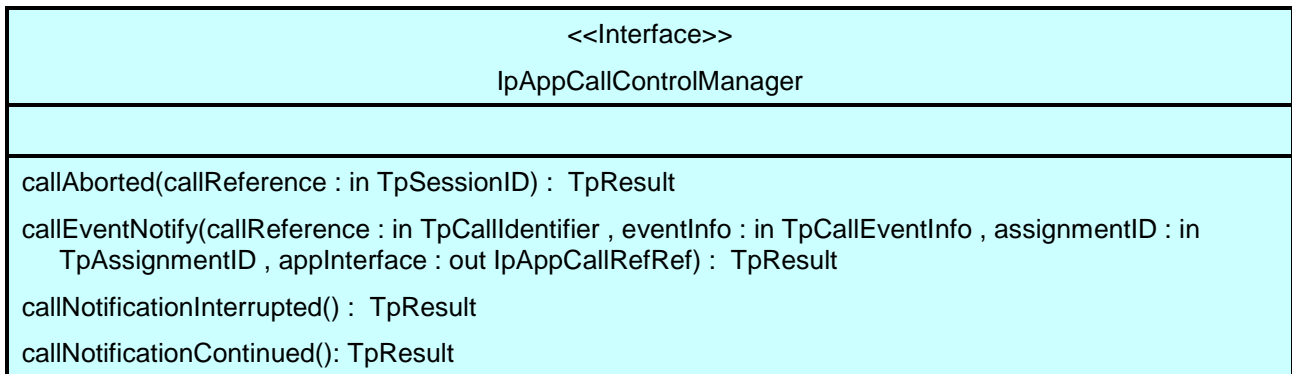 <<Interface>>
IpAppCallControlManager
callAborted(callReference : in TpSessionID) :  TpResult
callEventNotify(callReference : in TpCallIdentifier , eventInfo : in TpCallEventInfo , assignmentID : in
TpAssignmentID , appInterface : out IpAppCallRefRef) :  TpResult
callNotificationInterrupted() :  TpResult
callNotificationContinued(): TpResult